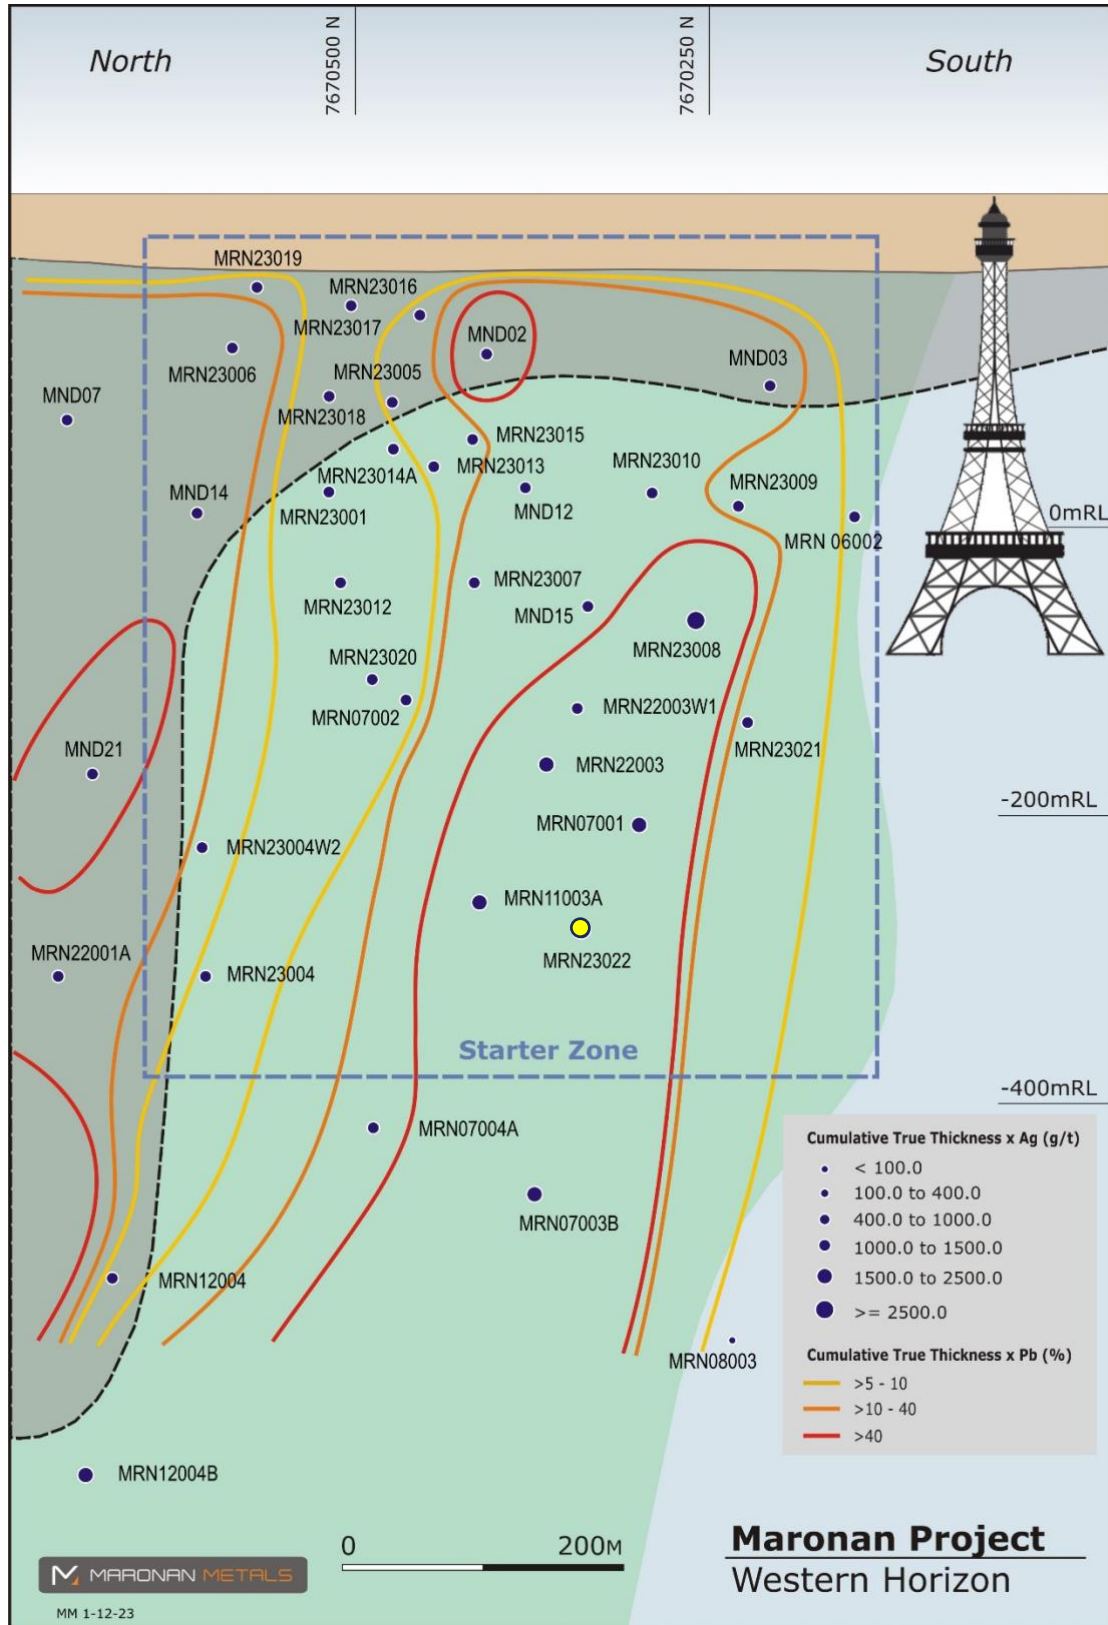 North
7670500 N
7670250 N
South
MRN23019
MRN23016
MRN23017
MND02
MRN23006
MRN23005
MND03
MND07
MRN23018
MRN23015
MRN23014A
MRN23013
MRN23010
MRN23009
MND14
MRN23001
MND12
0mRL
MRN 06002
MRN23012
MRN23007
MND15
MRN23008
MRN23020
MRN07002
MRN22003W1
MRN23021
MND21
MRN22003
-200mRL
MRN07001
MRN23004W2
MRN11003A
MRN22001A
MRN23022
MRN23004
Starter Zone
-400mRL
MRN07004A
MRN07003B
MRN12004
MRN08003
MRN12004B
Cumulative True Thickness x Ag (g/t)
< 100.0
100.0 to 400.0
400.0 to 1000.0
1000.0 to 1500.0
1500.0 to 2500.0
>= 2500.0
Cumulative True Thickness x Pb (%)
>5 - 10
>10 - 40
>40
0 200M
Maronan Project
Western Horizon
MARONAN METALS
MM 1-12-23